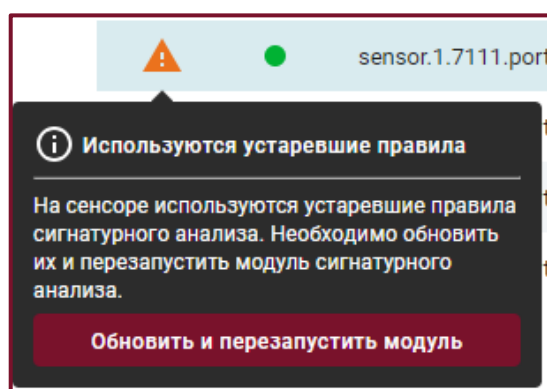 sensor.1.7111.port
Используются устаревшие правила
На сенсоре используются устаревшие правила
сигнатурного анализа. Необходимо обновить
их и перезапустить модуль сигнатурного
анализа.
Обновить и перезапустить модуль